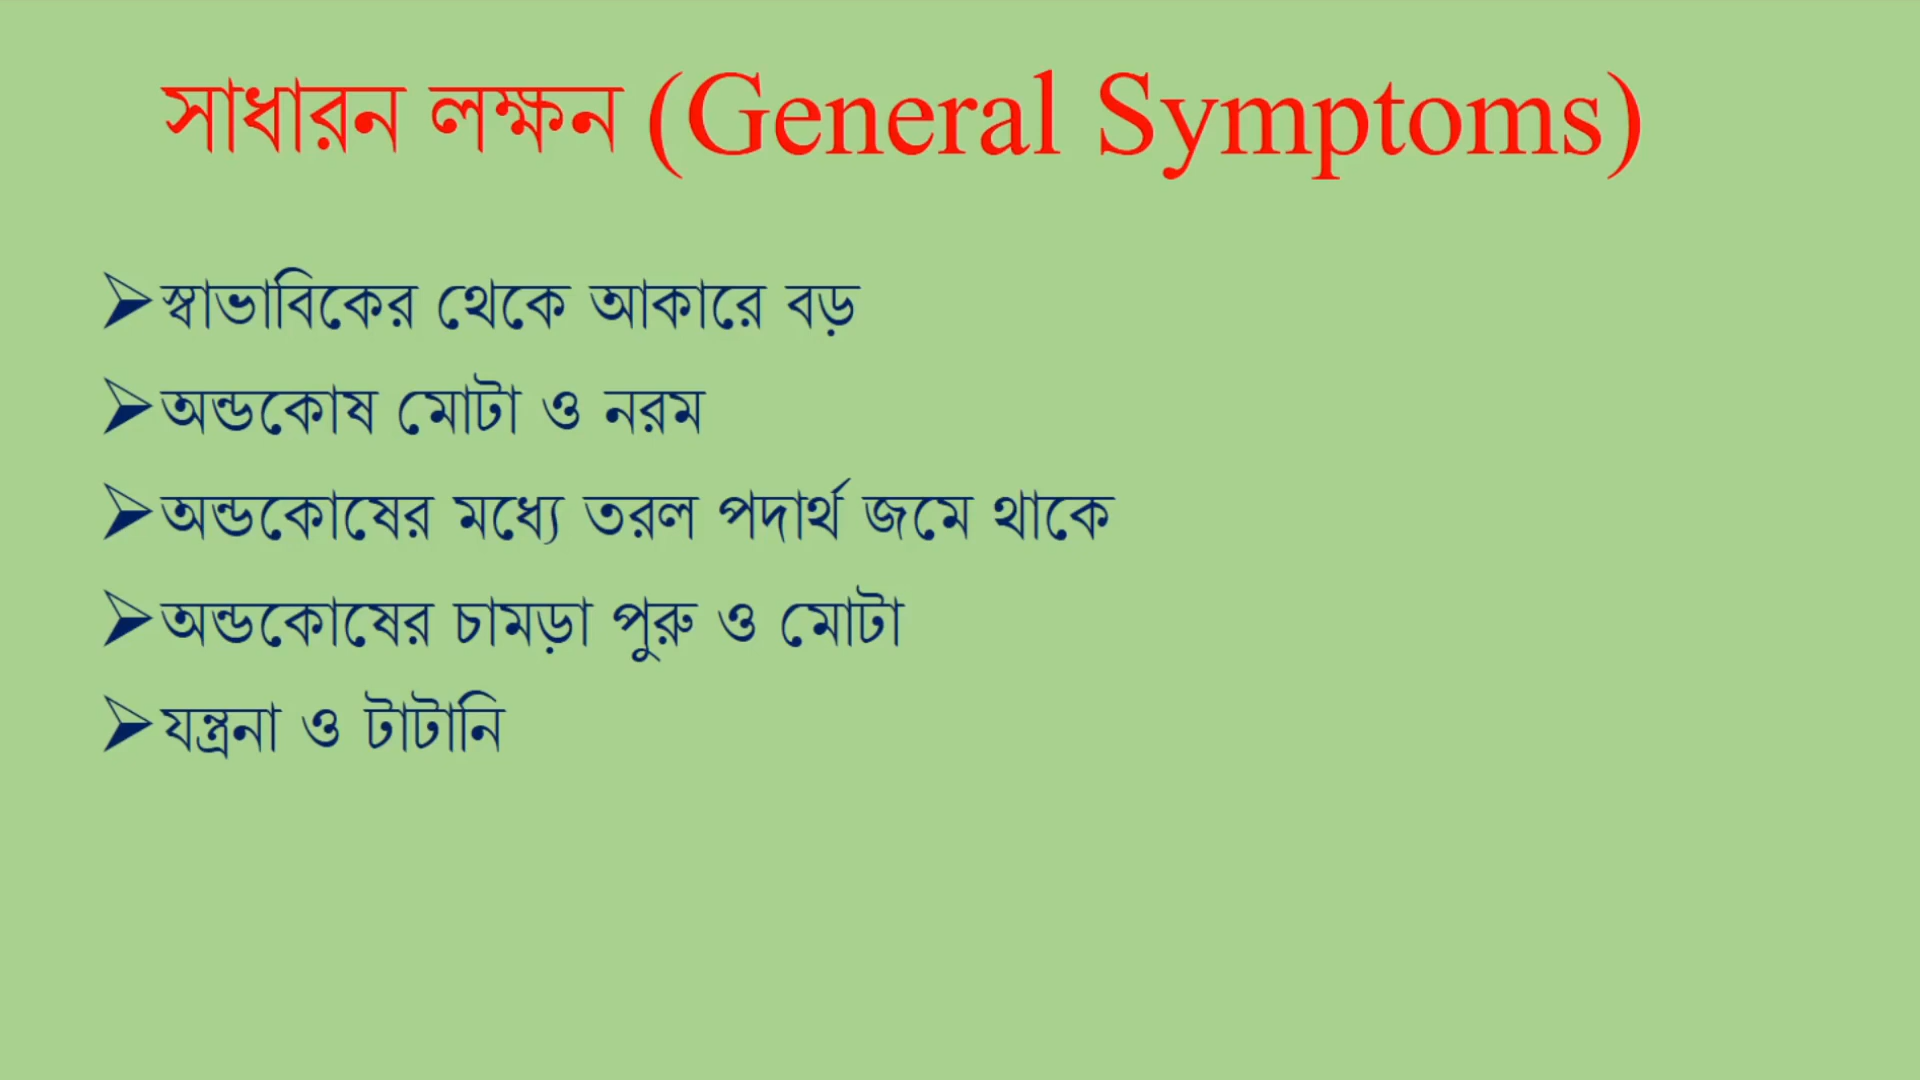 সাধারন লক্ষন (General Symptoms)
➢স্বাভাবিকের থেকে আকারে বড়
➢অন্ডকোষ মোটা ও নরম
➢অন্ডকোষের মধ্যে তরল পদার্থ জমে থাকে
➢অন্ডকোষের চামড়া পুরু ও মোটা
➢যন্ত্রনা ও টাটানি